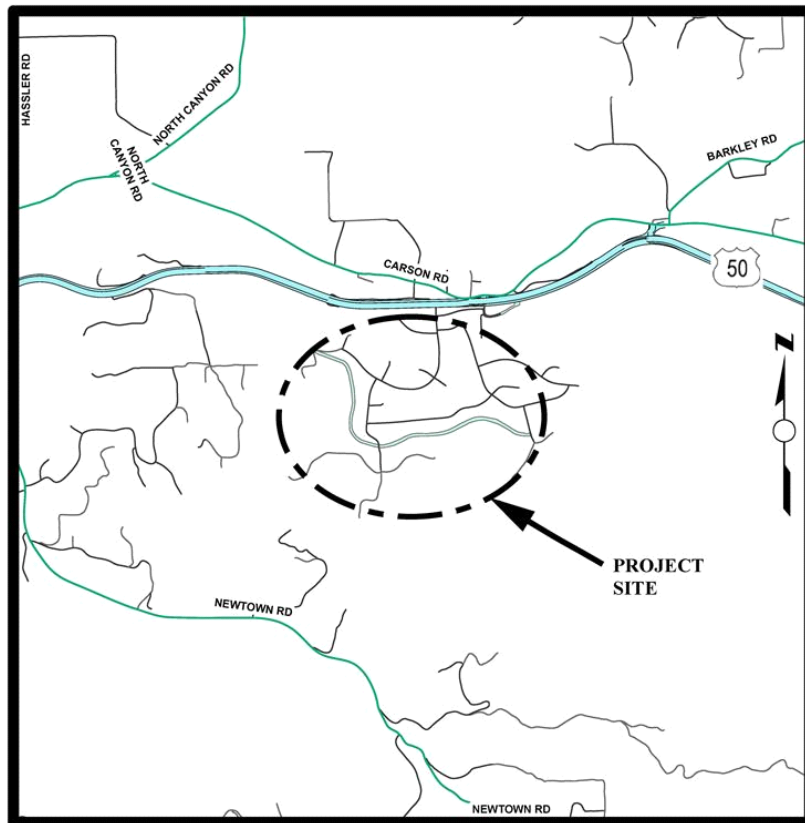 HASSLER RD
NORTH CANYON RD
NORTH
CANYON RD
BARKLEY RD
CARSON RD
50
N
PROJECT
SITE
NEWTOWN RD
NEWTOWN RD